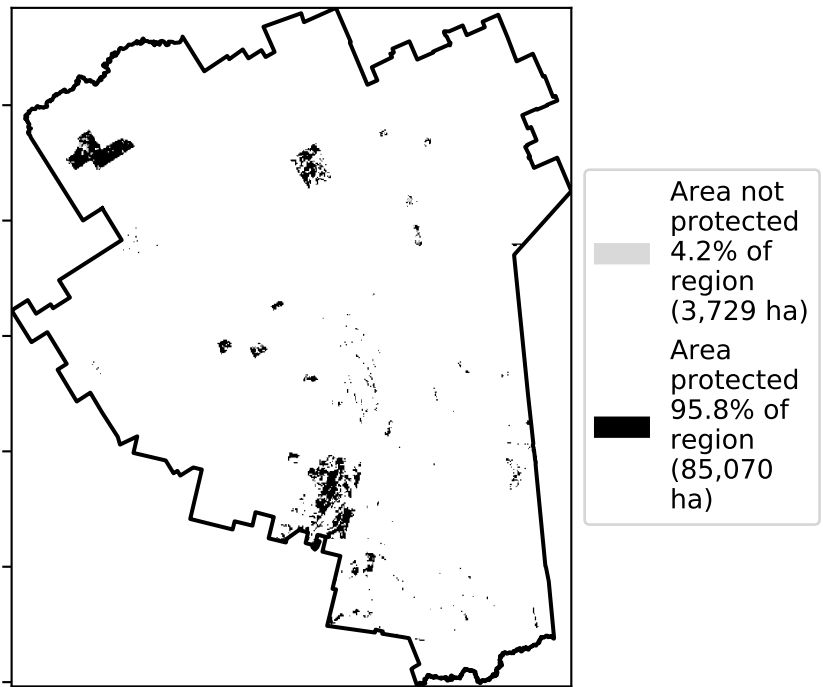 Area not
protected
4.2% of
region
(3,729 ha)
Area
protected
95.8% of
region
(85,070
ha)